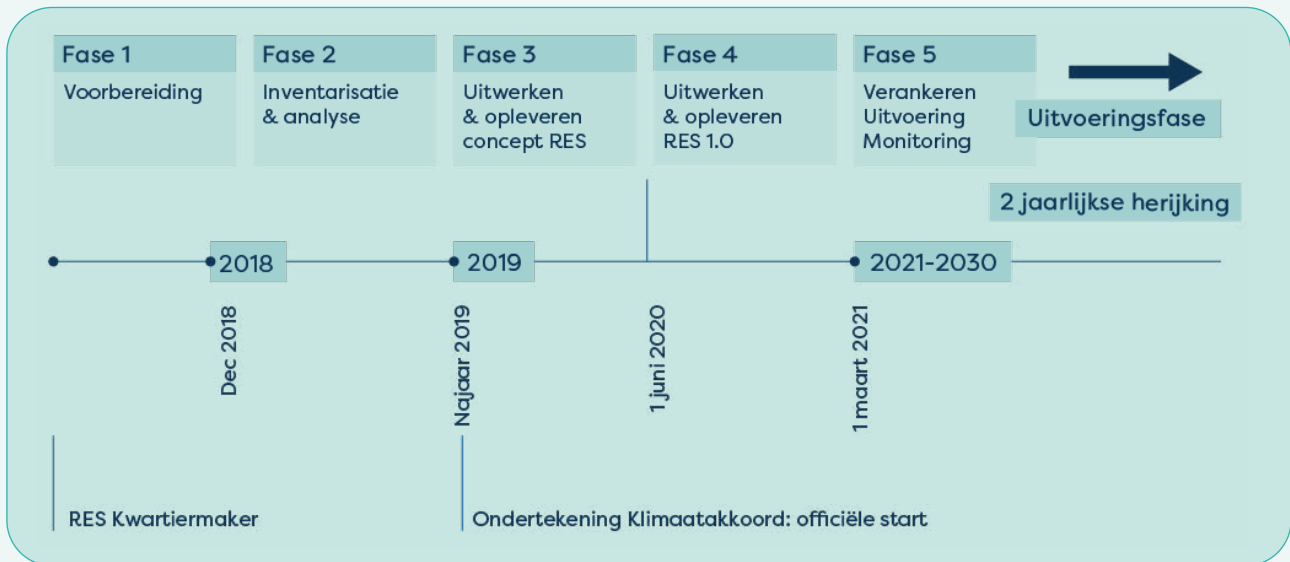 Fase 1
Voorbereiding
Fase 2
Inventarisatie
& analyse
Fase 3
Uitwerken
& opleveren
concept RES
Fase 4
Uitwerken
& opleveren
RES 1.0
Fase 5
Verankeren
Uitvoering
Monitoring
Uitvoeringsfase
2 jaarlijkse herijking
2018
2019
2021-2030
Dec 2018
Najaar 2019
1 juni 2020
1 maart 2021
RES Kwartiermaker
Ondertekening Klimaatakkoord: officiële start